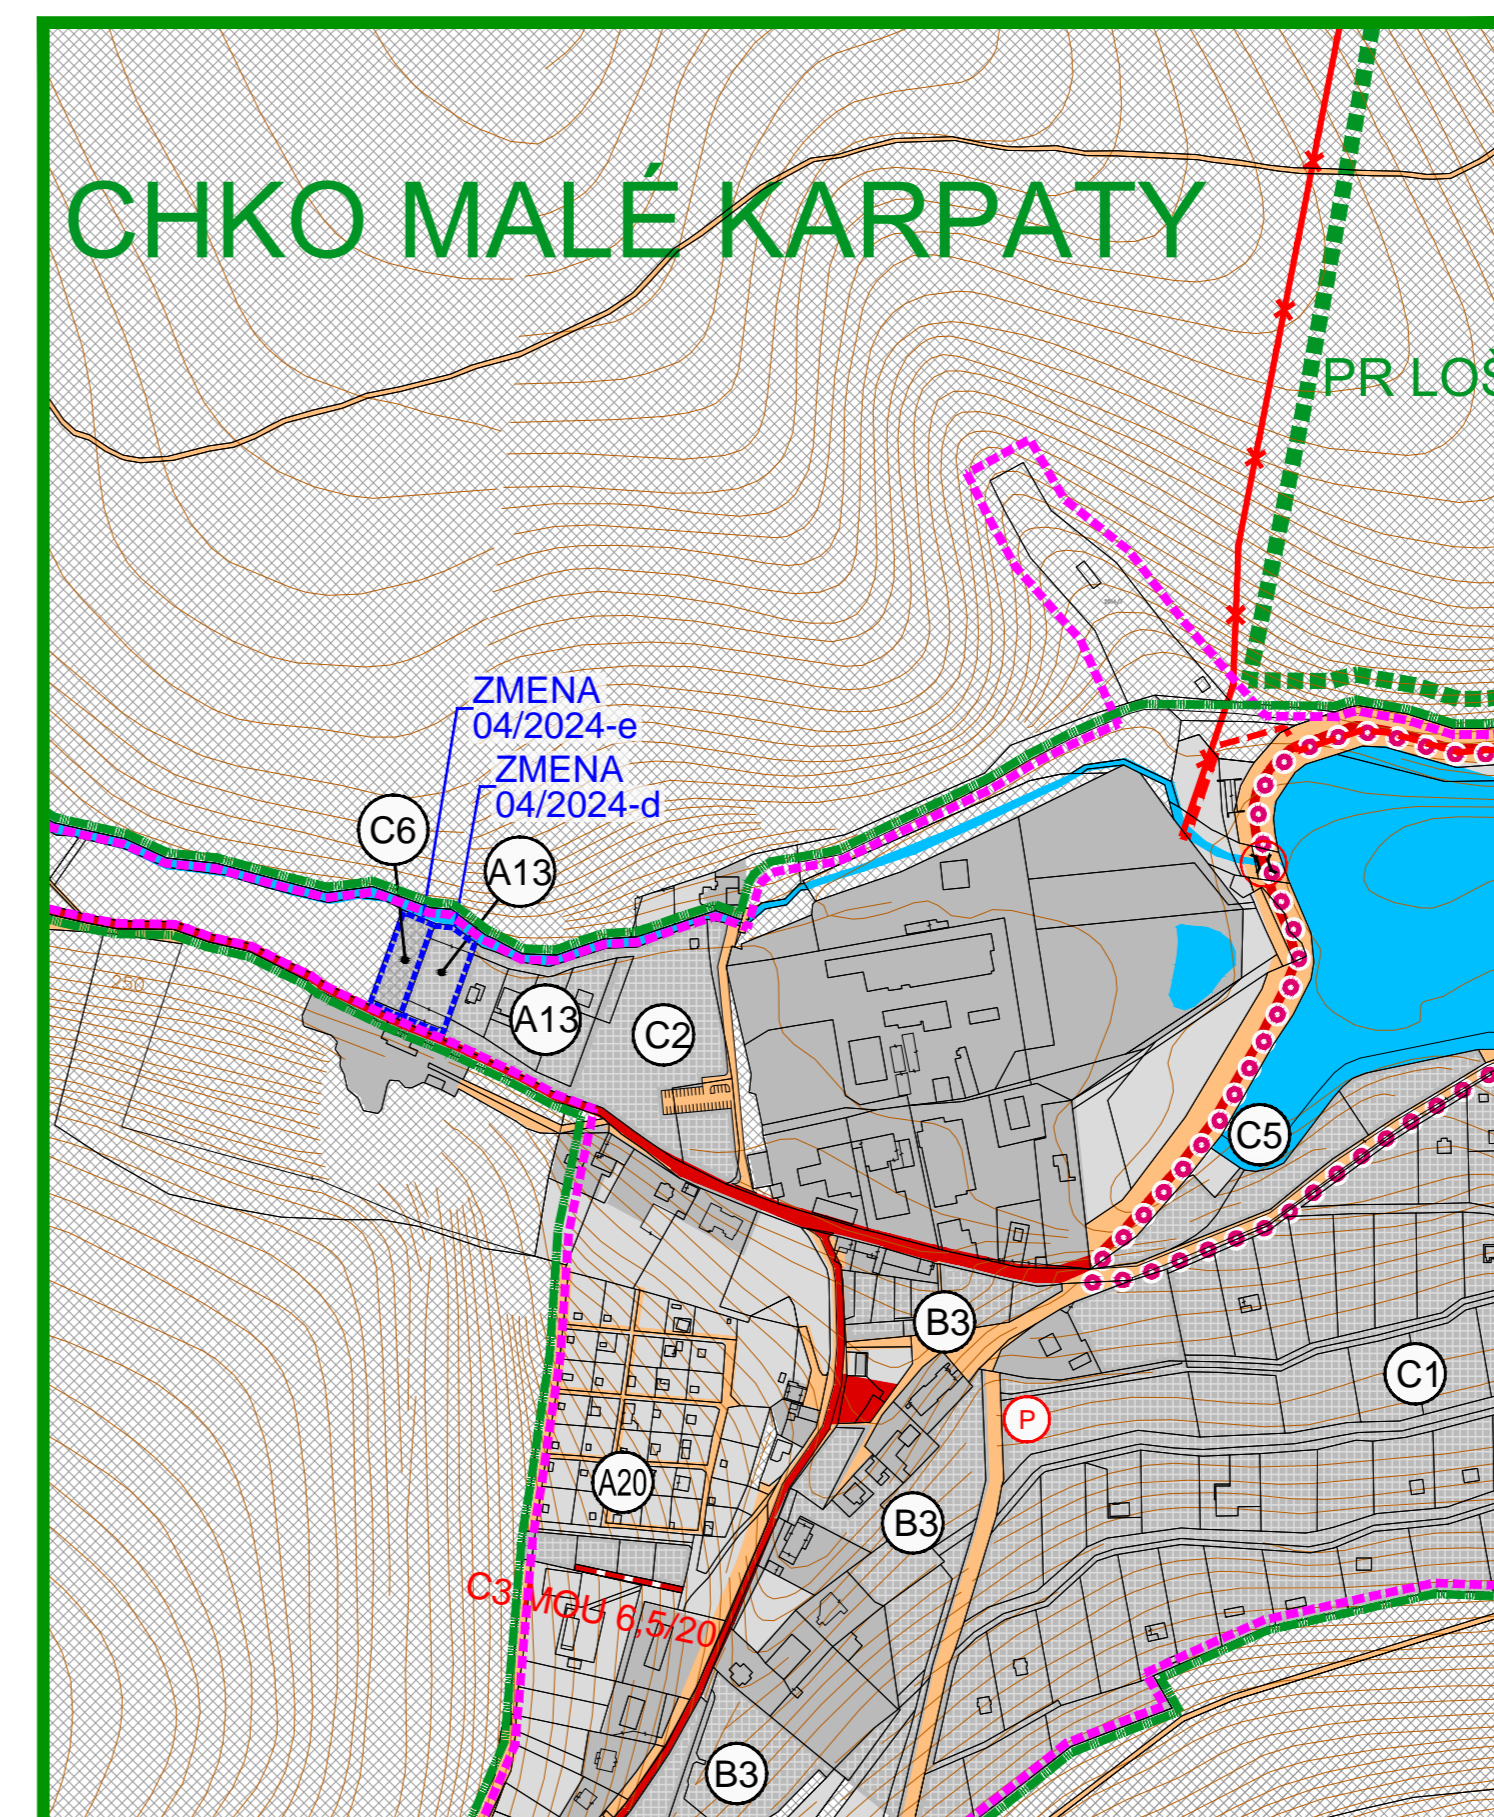 CHKO MALÉ KARPATY
PR LOŠ
ZMENA
04/2024-e
ZMENA
04/2024-d
C6
A13
250
A13
C2
C5
B3
C1
P
A20
B3
C3 MOU 6,5/20
B3